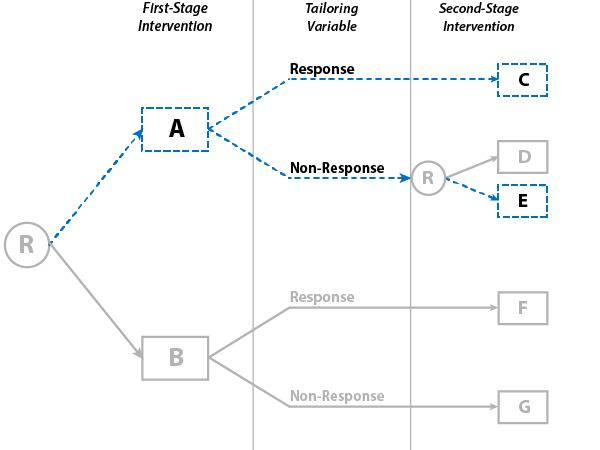 First-Stage
Intervention
Tailoring
Variable
Second-Stage
Intervention
Response
C
A
D
Non-Response
R
E
R
Response
F
B
Non-Response
G